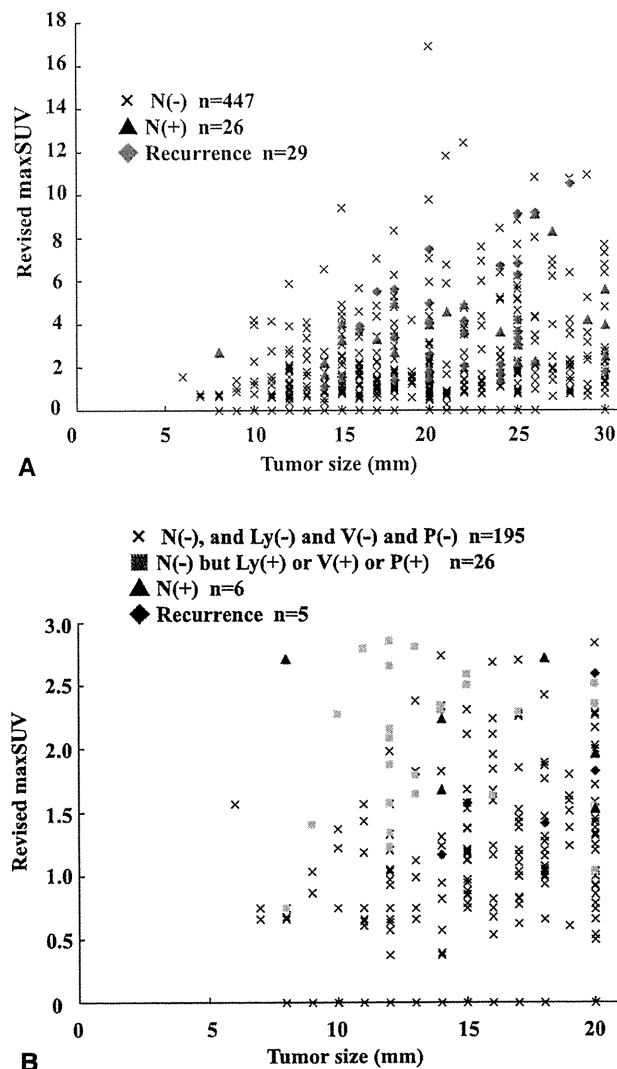 18
16
14
12
10
8
6
4
2
0
Revised maxSUV
N(-) n=447
N(+) n=26
Recurrence n=29
0 5 10 15 20 25 30
Tumor size (mm)
A
N(-), and Ly(-) and V(-) and P(-) n=195
N(-) but Ly(+) or V(+) or P(+) n=26
N(+) n=6
Recurrence n=5
3.0
2.5
2.0
1.5
1.0
0.5
0
Revised maxSUV
5 10 15 20
Tumor size (mm)
B